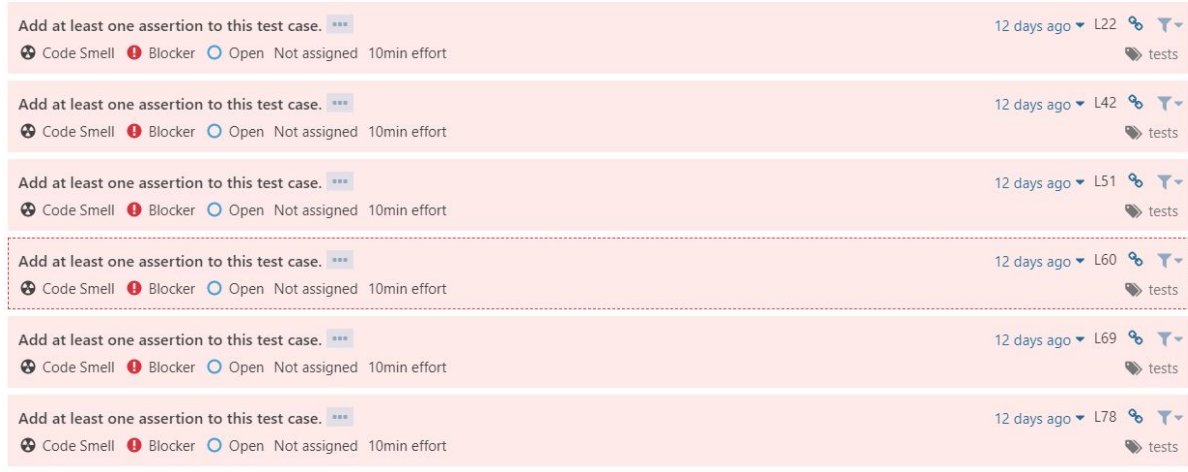 Add at least one assertion to this test case. 12 days ago L22
Code Smell Blocker Open Not assigned 10min effort tests
Add at least one assertion to this test case. 12 days ago L42
Code Smell Blocker Open Not assigned 10min effort tests
Add at least one assertion to this test case. 12 days ago L51
Code Smell Blocker Open Not assigned 10min effort tests
Add at least one assertion to this test case. 12 days ago L60
Code Smell Blocker Open Not assigned 10min effort tests
Add at least one assertion to this test case. 12 days ago L69
Code Smell Blocker Open Not assigned 10min effort tests
Add at least one assertion to this test case. 12 days ago L78
Code Smell Blocker Open Not assigned 10min effort tests